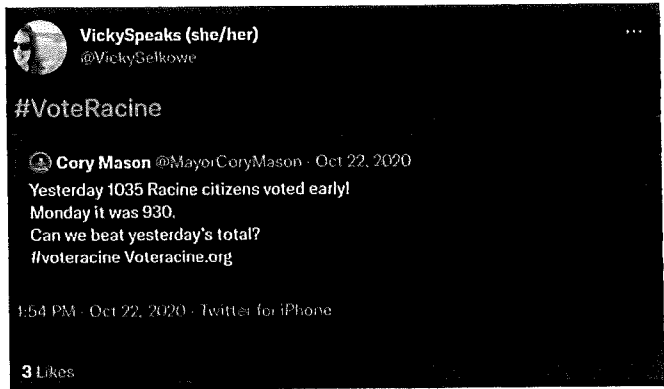 VickySpeaks (she/her)
@VickySelkowe
#VoteRacine
Cory Mason @MayorCoryMason · Oct 22, 2020
Yesterday 1035 Racine citizens voted early!
Monday it was 930.
Can we beat yesterday's total?
#voteracine Voteracine.org
1:54 PM · Oct 22, 2020 · Twitter for iPhone
3 Likes